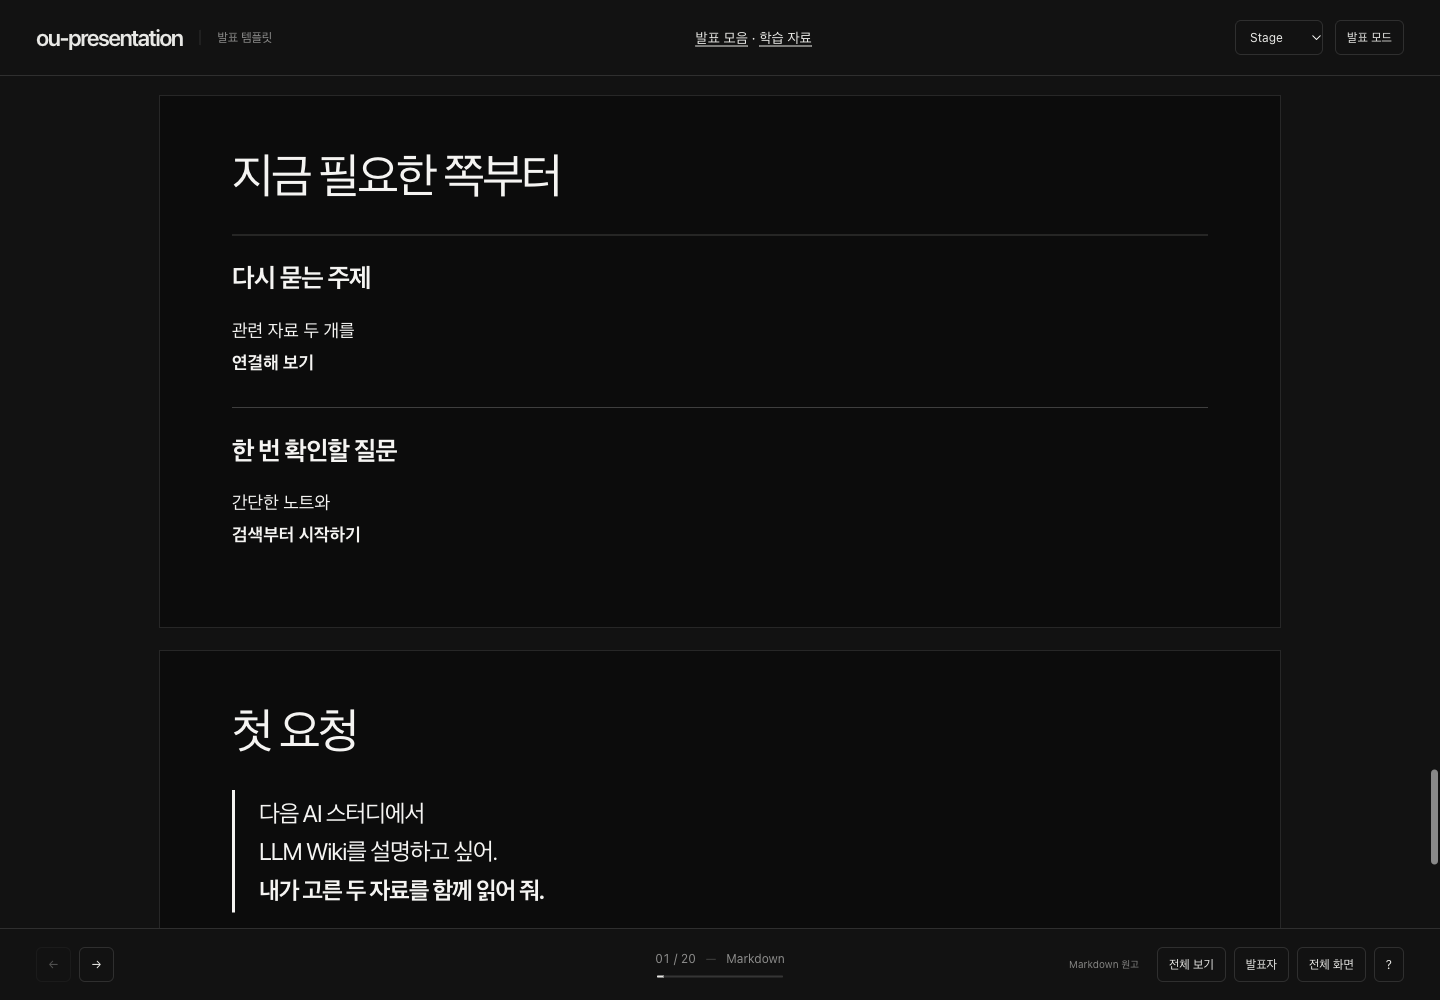 ou-presentation
발표 템플릿
발표 모음 · 학습 자료
Stage
발표 모드
지금 필요한 쪽부터
다시 묻는 주제
관련 자료 두 개를
연결해 보기
한 번 확인할 질문
간단한 노트와
검색부터 시작하기
첫 요청
다음 AI 스터디에서
LLM Wiki를 설명하고 싶어.
내가 고른 두 자료를 함께 읽어 줘.
←
→
01 / 20 — Markdown
Markdown 원고
전체 보기
발표자
전체 화면
?